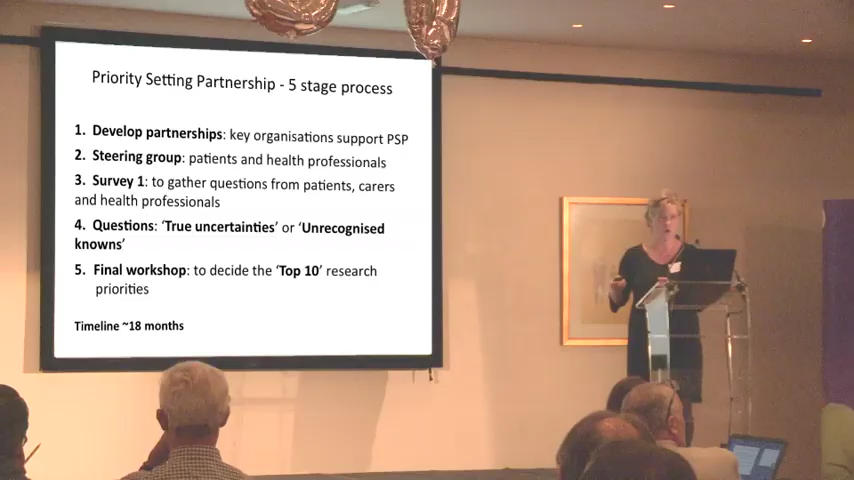 Priority Setting Partnership - 5 stage process
1. Develop partnerships: key organisations support PSP
2. Steering group: patients and health professionals
3. Survey 1: to gather questions from patients, carers
and health professionals
4. Questions: ‘True uncertainties’ or ‘Unrecognised
knowns’
5. Final workshop: to decide the ‘Top 10’ research
priorities
Timeline ~18 months